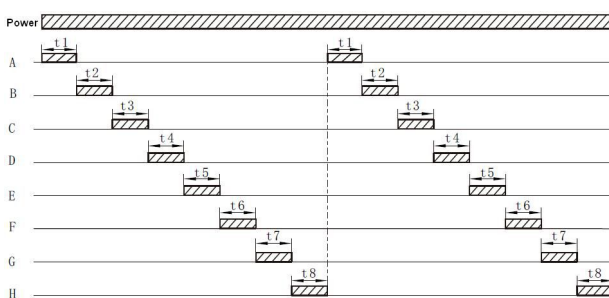 Power
t1 t1
A
t2 t2
B
t3 t3
C
t4 t4
D
t5 t5
E
t6 t6
F
t7 t7
G
t8 t8
H